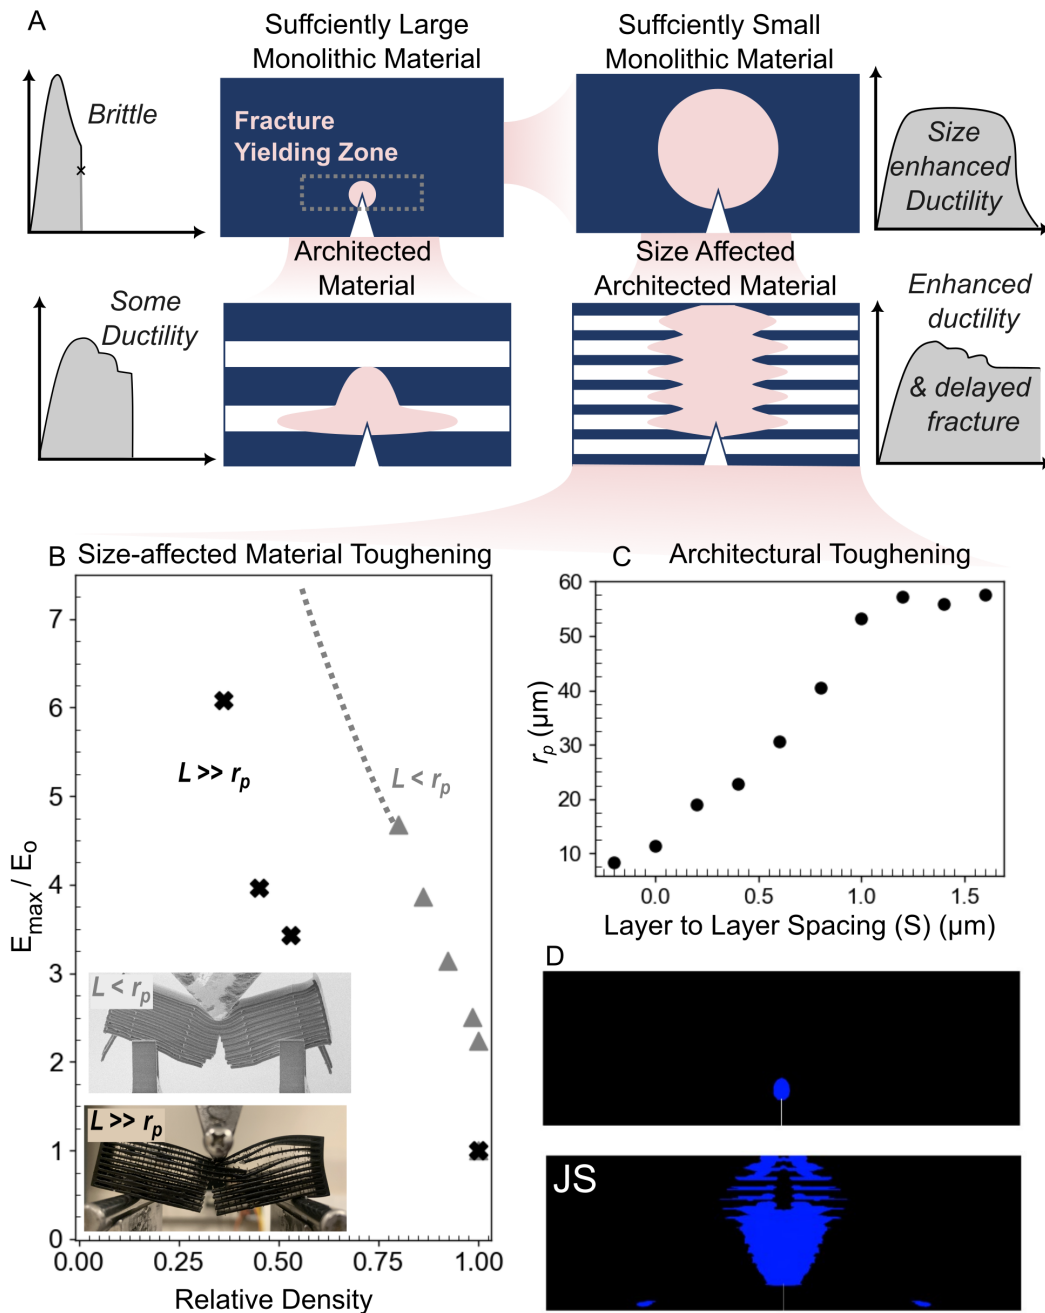 A
Suffciently Large
Monolithic Material
Suffciently Small
Monolithic Material
Brittle
Fracture
Yielding Zone
Size
enhanced
Ductility
Architected
Material
Size Affected
Architected Material
Some
Ductility
Enhanced
ductility
& delayed
fracture
B Size-affected Material Toughening
7
6
5
4
3
2
1
0
E_max / E_o
L >> r_p
L < r_p
L < r_p
L >> r_p
0.00 0.25 0.50 0.75 1.00
Relative Density
C Architectural Toughening
60
50
40
30
20
10
r_p (μm)
0.0 0.5 1.0 1.5
Layer to Layer Spacing (S) (μm)
D
JS